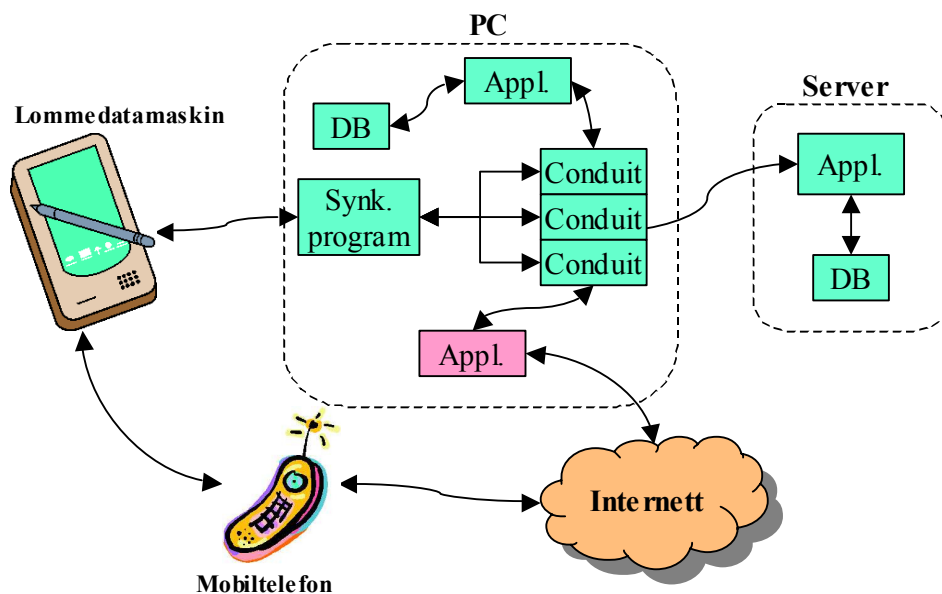 PC
Server
Lommedatamaskin
Appl.
DB
Synk.
program
Conduit
Conduit
Conduit
Appl.
DB
Appl.
Internett
Mobiltelefon